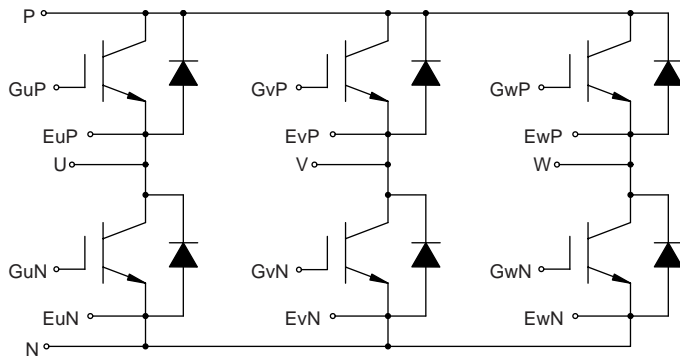 P
GuP GvP GwP
EuP EvP EwP
U V W
GuN GvN GwN
EuN EvN EwN
N